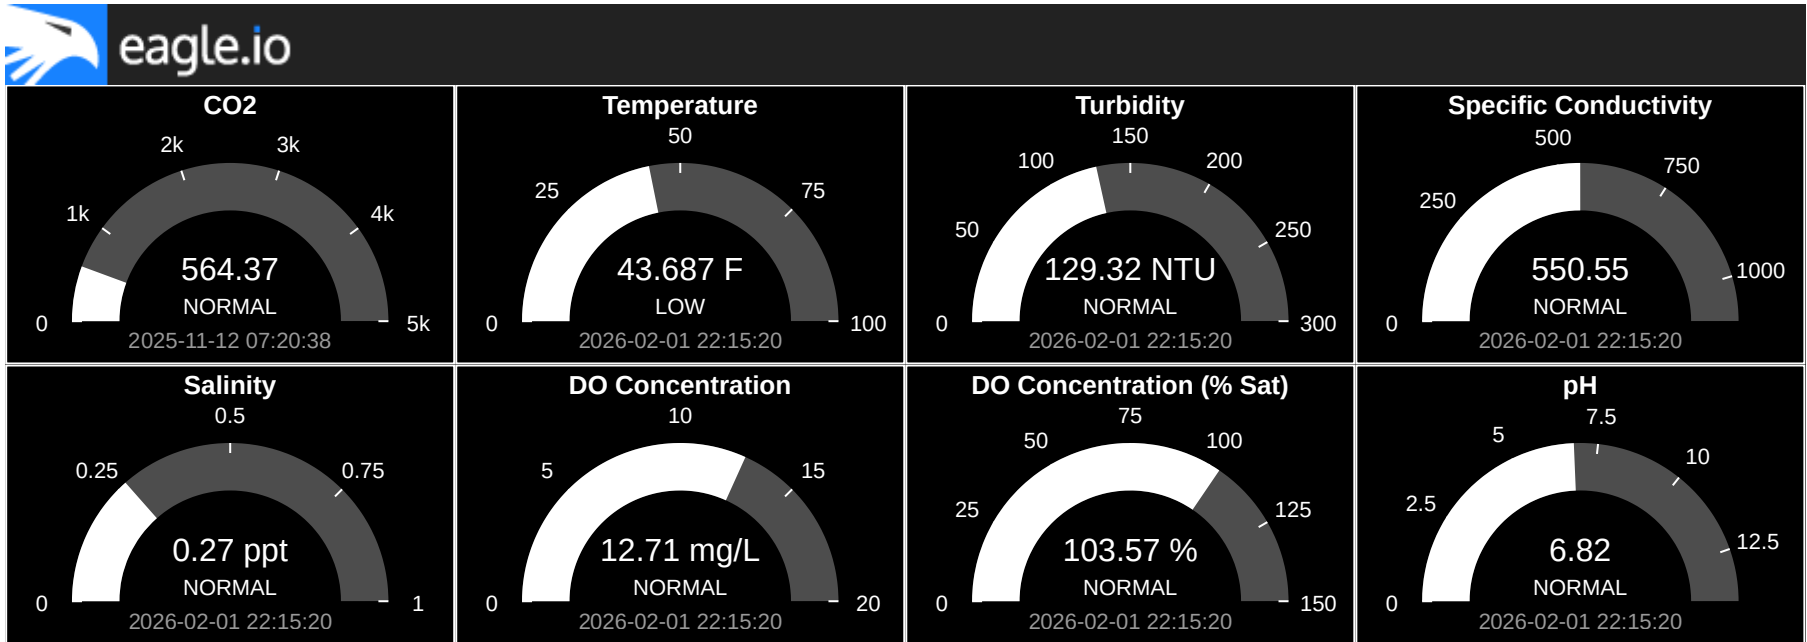 eagle.io
CO2
0
1k
2k
3k
4k
5k
564.37
NORMAL
2025-11-12 07:20:38
Temperature
0
25
50
75
100
43.687 F
LOW
2026-02-01 22:15:20
Turbidity
0
50
100
150
200
250
300
129.32 NTU
NORMAL
2026-02-01 22:15:20
Specific Conductivity
0
250
500
750
1000
550.55
NORMAL
2026-02-01 22:15:20
Salinity
0
0.25
0.5
0.75
1
0.27 ppt
NORMAL
2026-02-01 22:15:20
DO Concentration
0
5
10
15
20
12.71 mg/L
NORMAL
2026-02-01 22:15:20
DO Concentration (% Sat)
0
25
50
75
100
125
150
103.57 %
NORMAL
2026-02-01 22:15:20
pH
0
2.5
5
7.5
10
12.5
6.82
NORMAL
2026-02-01 22:15:20